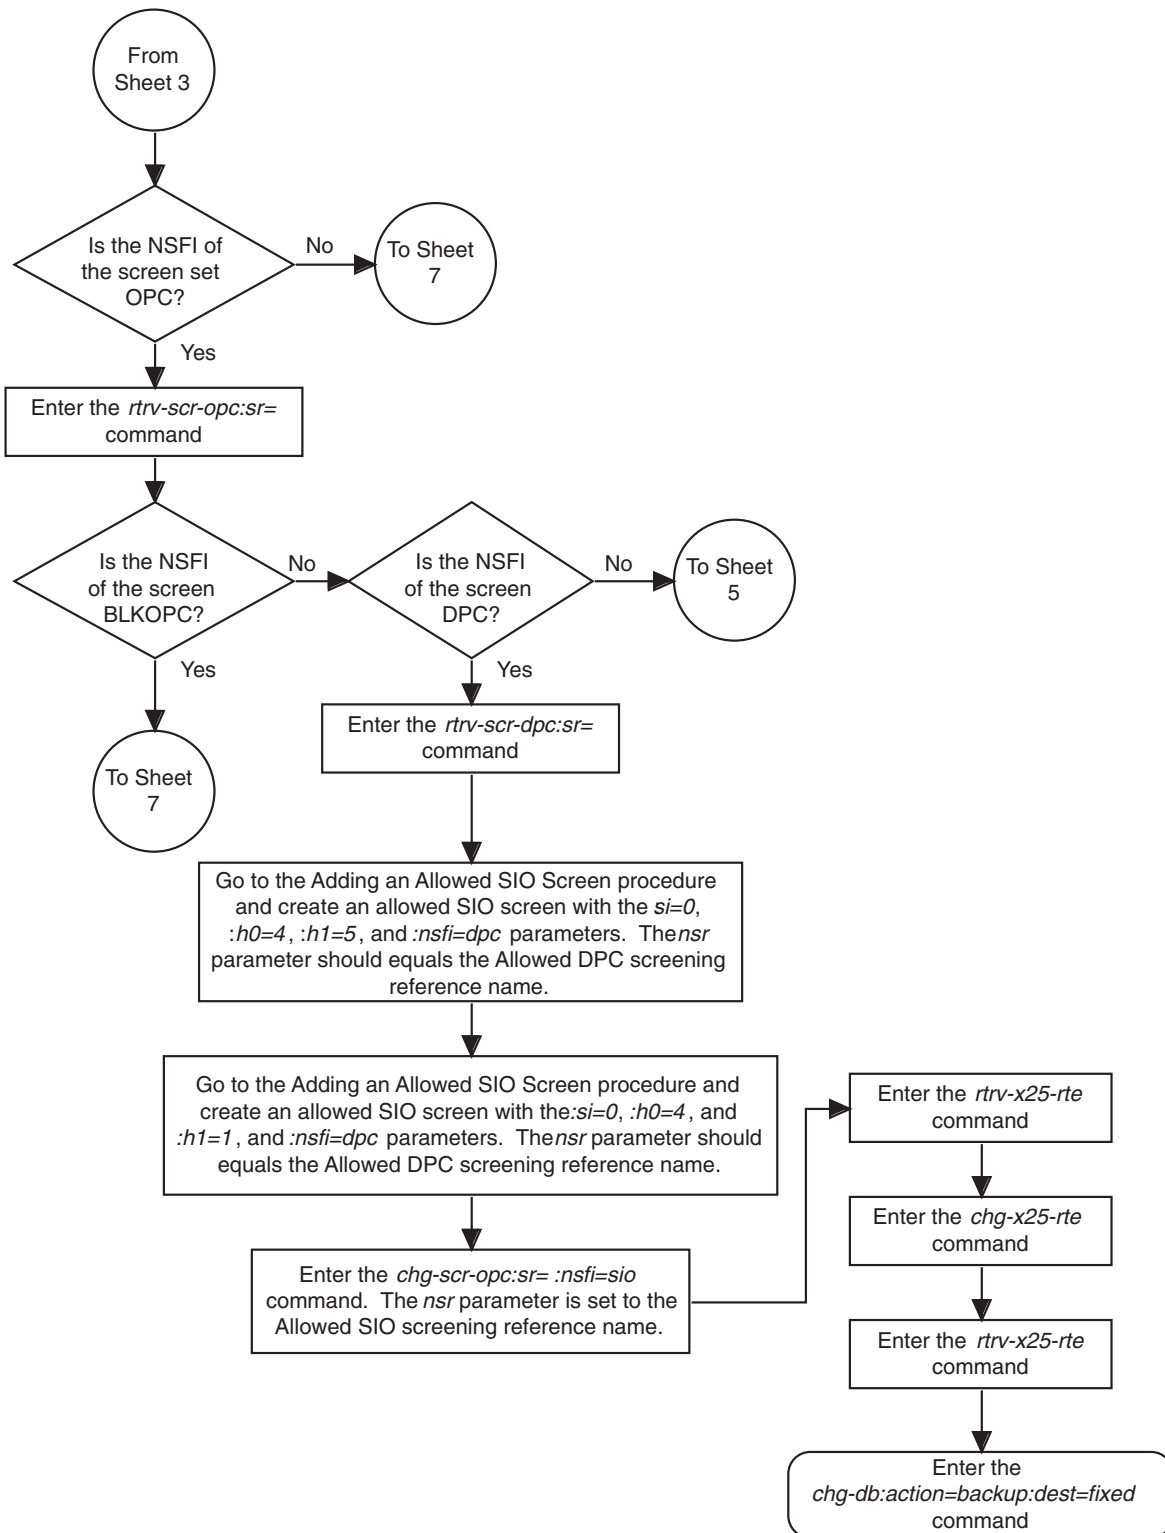 From
Sheet 3
Is the NSFI of
the screen set
OPC?
No
To Sheet
7
Yes
Enter the rtrv-scr-opc:sr=
command
Is the NSFI
of the screen
BLKOPC?
No
Is the NSFI
of the screen
DPC?
No
To Sheet
5
Yes
Yes
Enter the rtrv-scr-dpc:sr=
command
To Sheet
7
Go to the Adding an Allowed SIO Screen procedure
and create an allowed SIO screen with the si=0,
:h0=4, :h1=5, and :nsfi=dpc parameters. The nsr
parameter should equals the Allowed DPC screening
reference name.
Go to the Adding an Allowed SIO Screen procedure and
create an allowed SIO screen with the :si=0, :h0=4, and
:h1=1, and :nsfi=dpc parameters. The nsr parameter should
equals the Allowed DPC screening reference name.
Enter the chg-scr-opc:sr= :nsfi=sio
command. The nsr parameter is set to the
Allowed SIO screening reference name.
Enter the rtrv-x25-rte
command
Enter the chg-x25-rte
command
Enter the rtrv-x25-rte
command
Enter the
chg-db:action=backup:dest=fixed
command